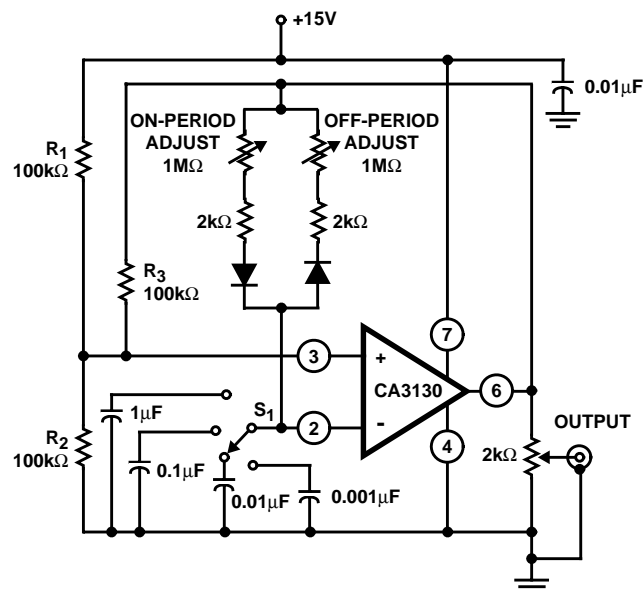 +15V
0.01μF
ON-PERIOD
ADJUST
1MΩ
OFF-PERIOD
ADJUST
1MΩ
R1
100kΩ
2kΩ
2kΩ
R3
100kΩ
7
3
+
CA3130
6
S1
2
-
4
OUTPUT
1μF
R2
100kΩ
0.1μF
0.01μF
0.001μF
2kΩ